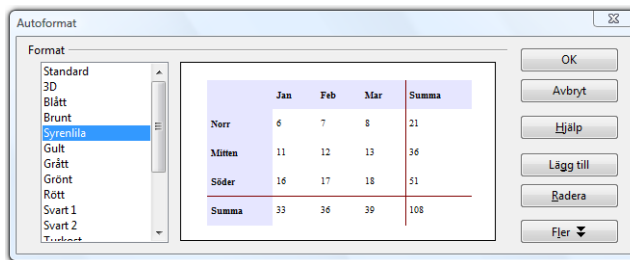 Autoformat
Format
Standard
3D
Blått
Brunt
Syrenlila
Gult
Grått
Grönt
Rött
Svart 1
Svart 2
Turkost
Jan Feb Mar Summa
Norr 6 7 8 21
Mitten 11 12 13 36
Söder 16 17 18 51
Summa 33 36 39 108
OK
Avbryt
Hjälp
Lägg till
Radera
Fler